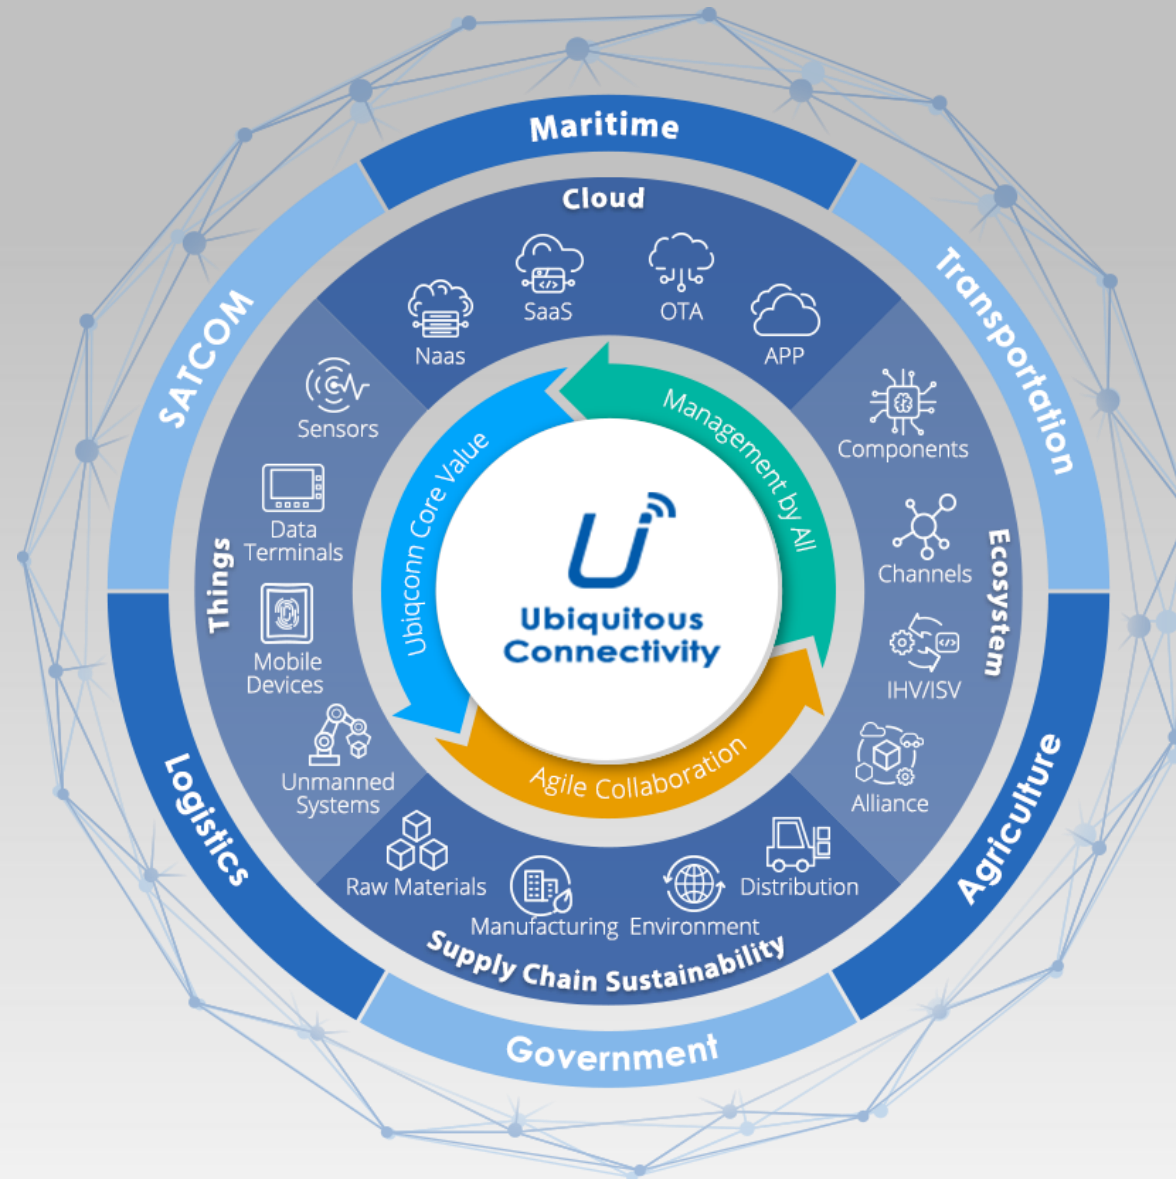 Maritime
Transportation
Agriculture
Government
Logistics
SATCOM
Cloud
Naas
SaaS
OTA
APP
Ecosystem
Components
Channels
IHV/ISV
Alliance
Supply Chain Sustainability
Distribution
Environment
Manufacturing
Raw Materials
Things
Sensors
Data
Terminals
Mobile
Devices
Unmanned
Systems
Ubiqconn Core Value
Management by All
Agile Collaboration
Ubiquitous
Connectivity